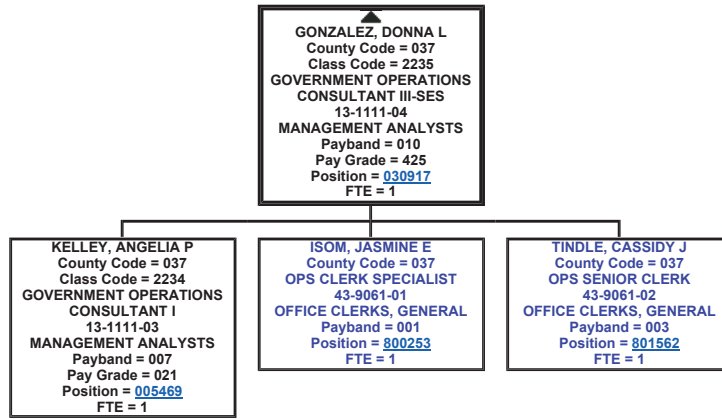 GONZALEZ, DONNA L
County Code = 037
Class Code = 2235
GOVERNMENT OPERATIONS
CONSULTANT III-SES
13-1111-04
MANAGEMENT ANALYSTS
Payband = 010
Pay Grade = 425
Position = 030917
FTE = 1
KELLEY, ANGELIA P
County Code = 037
Class Code = 2234
GOVERNMENT OPERATIONS
CONSULTANT I
13-1111-03
MANAGEMENT ANALYSTS
Payband = 007
Pay Grade = 021
Position = 005469
FTE = 1
ISOM, JASMINE E
County Code = 037
OPS CLERK SPECIALIST
43-9061-01
OFFICE CLERKS, GENERAL
Payband = 001
Position = 800253
FTE = 1
TINDLE, CASSIDY J
County Code = 037
OPS SENIOR CLERK
43-9061-02
OFFICE CLERKS, GENERAL
Payband = 003
Position = 801562
FTE = 1